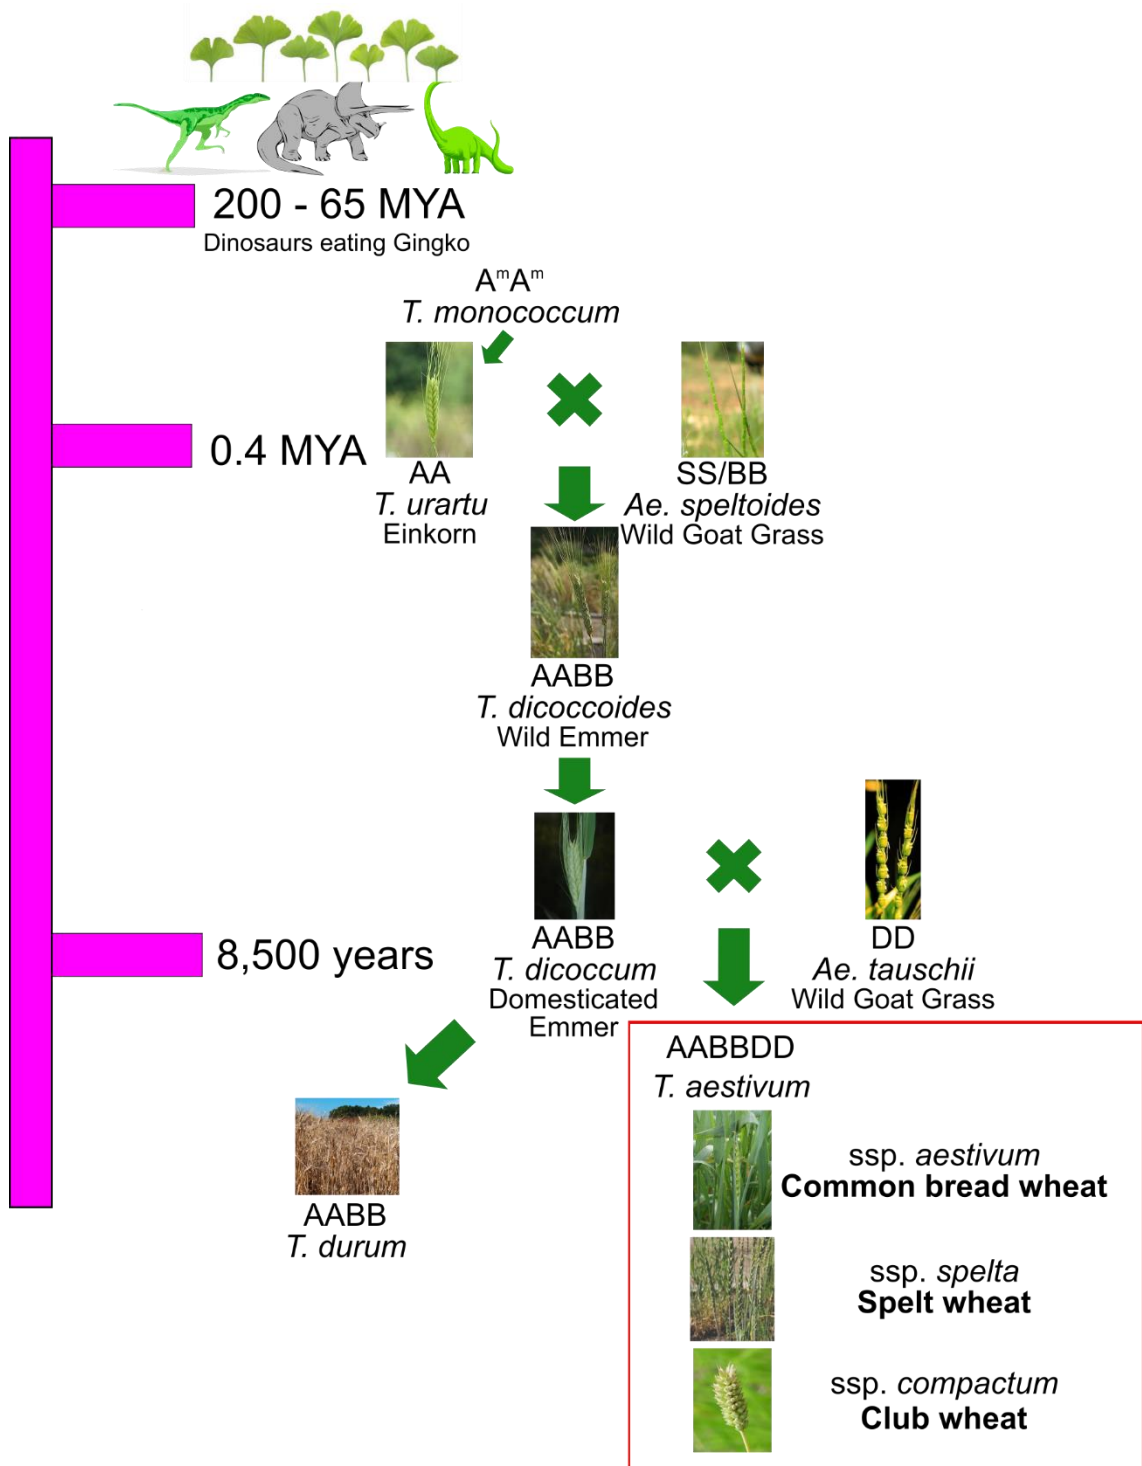 200 - 65 MYA
Dinosaurs eating Gingko
AᵐAᵐ
T. monococcum
0.4 MYA
AA
T. urartu
Einkorn
SS/BB
Ae. speltoides
Wild Goat Grass
AABB
T. dicoccoides
Wild Emmer
8,500 years
AABB
T. dicoccum
Domesticated
Emmer
DD
Ae. tauschii
Wild Goat Grass
AABB
T. durum
AABBDD
T. aestivum
ssp. aestivum
Common bread wheat
ssp. spelta
Spelt wheat
ssp. compactum
Club wheat